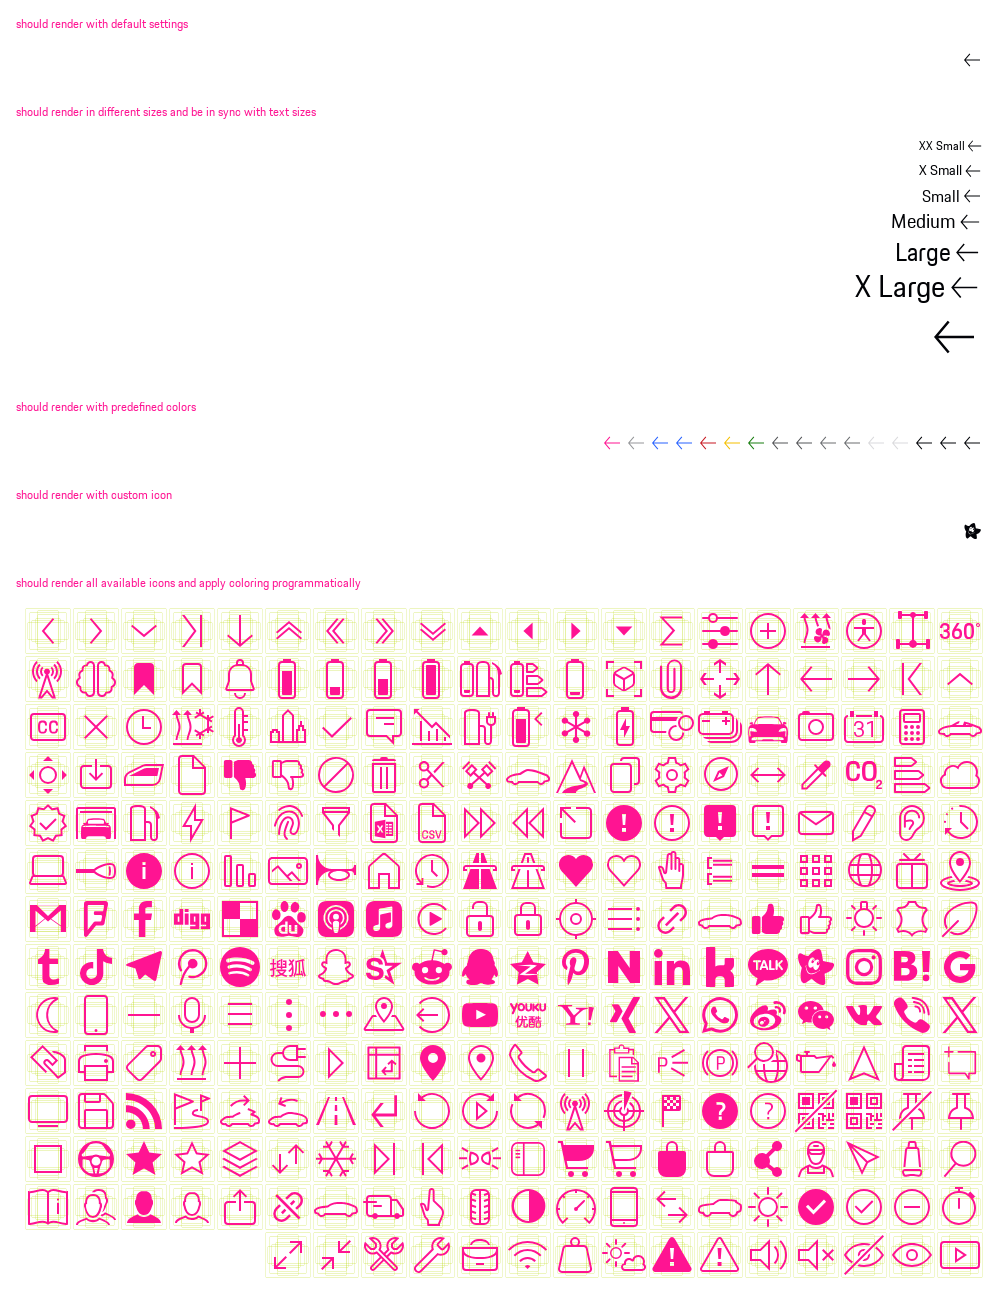 should render with default settings
should render in different sizes and be in sync with text sizes
XX Small
X Small
Small
Medium
Large
X Large
should render with predefined colors
should render with custom icon
should render all available icons and apply coloring programmatically
360°
CC
31
CO2
X
CSV
digg
du
搜狐
TALK
B!
YOUKU
优酷
Y!
P
P